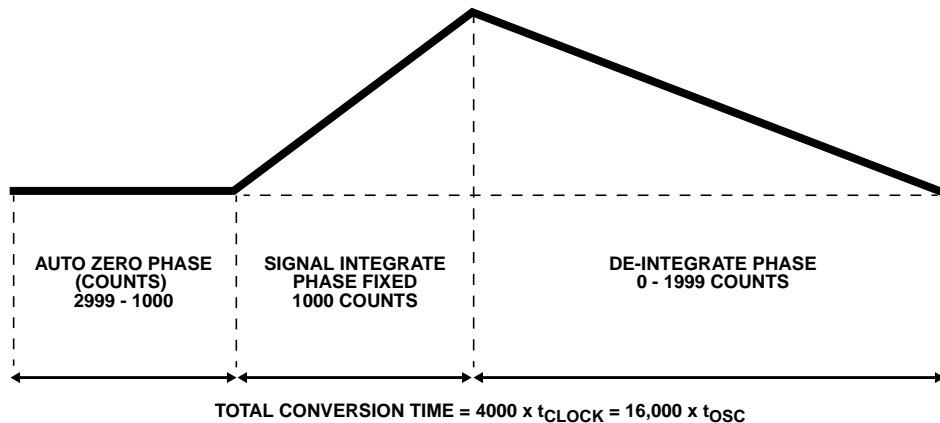 AUTO ZERO PHASE
(COUNTS)
2999 - 1000
SIGNAL INTEGRATE
PHASE FIXED
1000 COUNTS
DE-INTEGRATE PHASE
0 - 1999 COUNTS
TOTAL CONVERSION TIME = 4000 x tCLOCK = 16,000 x tOSC